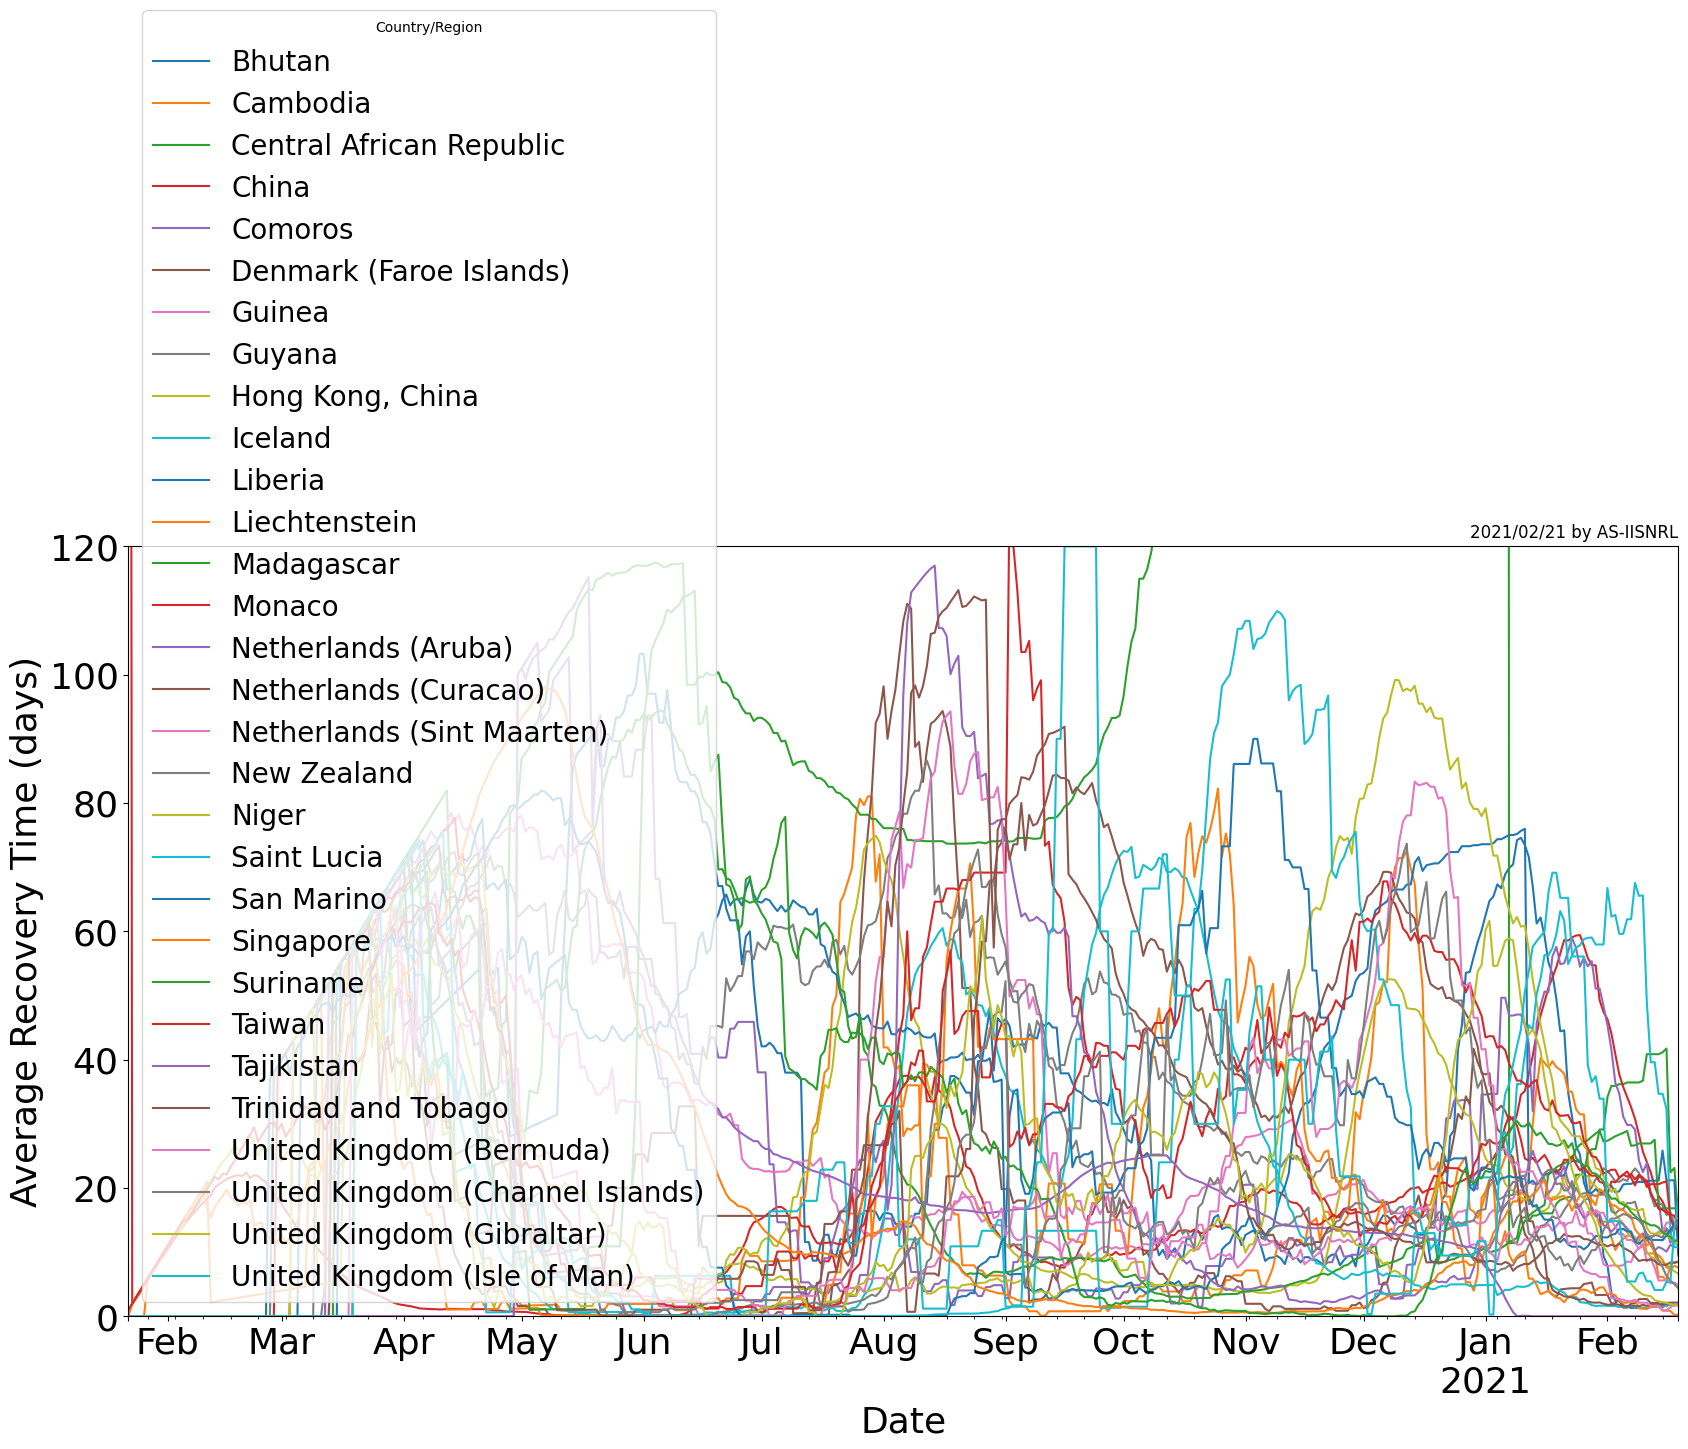 Country/Region
Bhutan
Cambodia
Central African Republic
China
Comoros
Denmark (Faroe Islands)
Guinea
Guyana
Hong Kong, China
Iceland
Liberia
Liechtenstein
Madagascar
Monaco
Netherlands (Aruba)
Netherlands (Curacao)
Netherlands (Sint Maarten)
New Zealand
Niger
Saint Lucia
San Marino
Singapore
Suriname
Taiwan
Tajikistan
Trinidad and Tobago
United Kingdom (Bermuda)
United Kingdom (Channel Islands)
United Kingdom (Gibraltar)
United Kingdom (Isle of Man)
2021/02/21 by AS-IISNRL
120
100
80
60
40
20
0
Average Recovery Time (days)
Feb Mar Apr May Jun Jul Aug Sep Oct Nov Dec Jan Feb
2021
Date